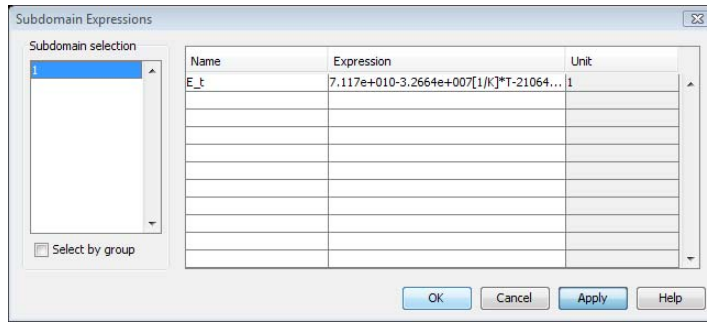 Subdomain Expressions
Subdomain selection
1
Name Expression Unit
E_t 7.117e+010-3.2664e+007[1/K]*T-21064... 1
Select by group
OK Cancel Apply Help